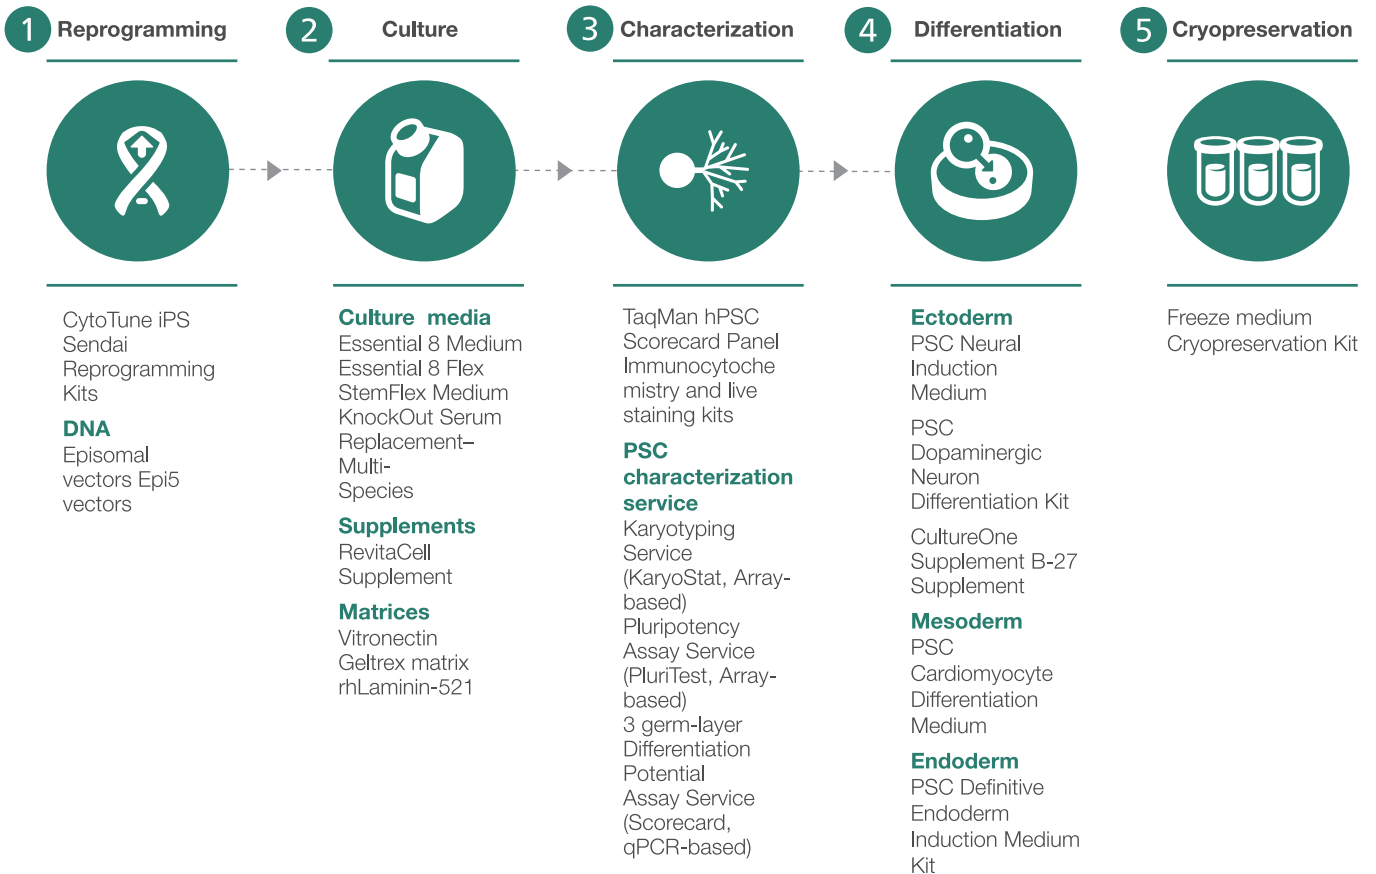 1 Reprogramming
2 Culture
3 Characterization
4 Differentiation
5 Cryopreservation
CytoTune iPS
Sendai
Reprogramming
Kits
DNA
Episomal
vectors Epi5
vectors
Culture media
Essential 8 Medium
Essential 8 Flex
StemFlex Medium
KnockOut Serum
Replacement–
Multi-
Species
Supplements
RevitaCell
Supplement
Matrices
Vitronectin
Geltrex matrix
rhLaminin-521
TaqMan hPSC
Scorecard Panel
Immunocytoche
mistry and live
staining kits
PSC
characterization
service
Karyotyping
Service
(KaryoStat, Array-
based)
Pluripotency
Assay Service
(PluriTest, Array-
based)
3 germ-layer
Differentiation
Potential
Assay Service
(Scorecard,
qPCR-based)
Ectoderm
PSC Neural
Induction
Medium
PSC
Dopaminergic
Neuron
Differentiation Kit
CultureOne
Supplement B-27
Supplement
Mesoderm
PSC
Cardiomyocyte
Differentiation
Medium
Endoderm
PSC Definitive
Endoderm
Induction Medium
Kit
Freeze medium
Cryopreservation Kit